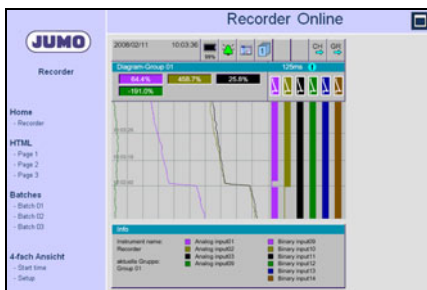 Recorder Online
JUMO
Recorder
Home
- Recorder
HTML
- Page 1
- Page 2
- Page 3
Batches
- Batch 01
- Batch 02
- Batch 03
4-fach Ansicht
- Start time
- Setup
2008/02/11 10:03:36 CH GR
Diagram-Group 01 125ms
64.4% 458.7% 25.8%
-191.0%
Info
Instrument name:
Recorder
aktuelle Gruppe:
Group 01
Analog input01
Analog input02
Analog input03
Analog input09
Binary input09
Binary input10
Binary input11
Binary input12
Binary input13
Binary input14